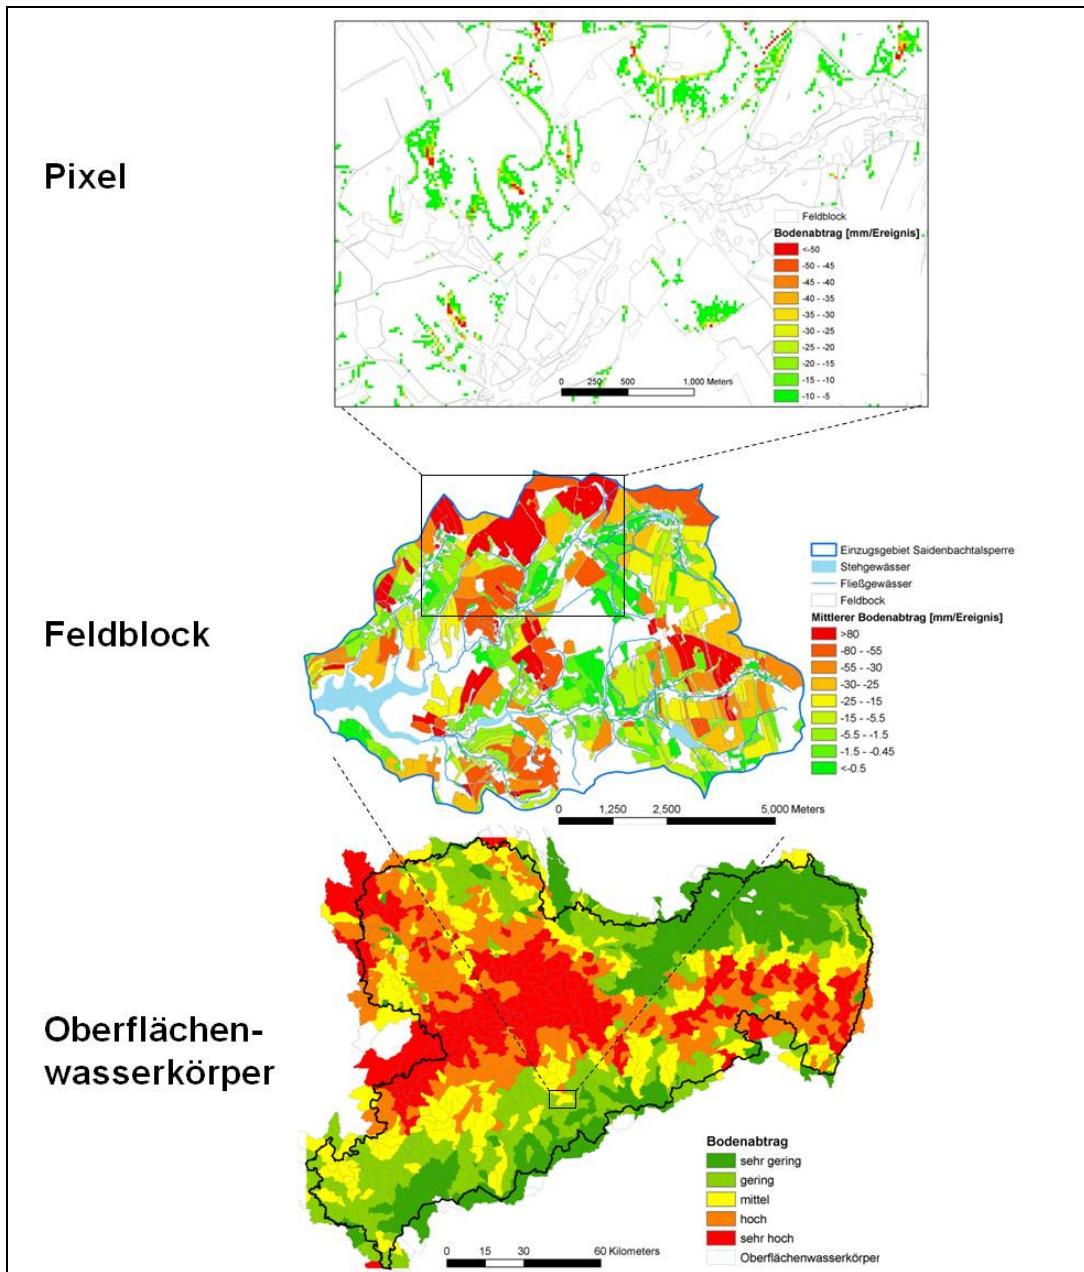 Pixel
Feldblock
Bodenabtrag [mm/Ereignis]
<-50
-50 - -45
-45 - -40
-40 - -35
-35 - -30
-30 - -25
-25 - -20
-20 - -15
-15 - -10
-10 - -5
0 250 500 1,000 Meters
Feldblock
Einzugsgebiet Saidenbachtalsperre
Stehgewässer
Fließgewässer
Feldbock
Mittlerer Bodenabtrag [mm/Ereignis]
>80
-80 - -55
-55 - -30
-30- -25
-25 - -15
-15 - -5.5
-5.5 - -1.5
-1.5 - -0.45
<-0.5
0 1,250 2,500 5,000 Meters
Oberflächen-
wasserkörper
Bodenabtrag
sehr gering
gering
mittel
hoch
sehr hoch
Oberflächenwasserkörper
0 15 30 60 Kilometers